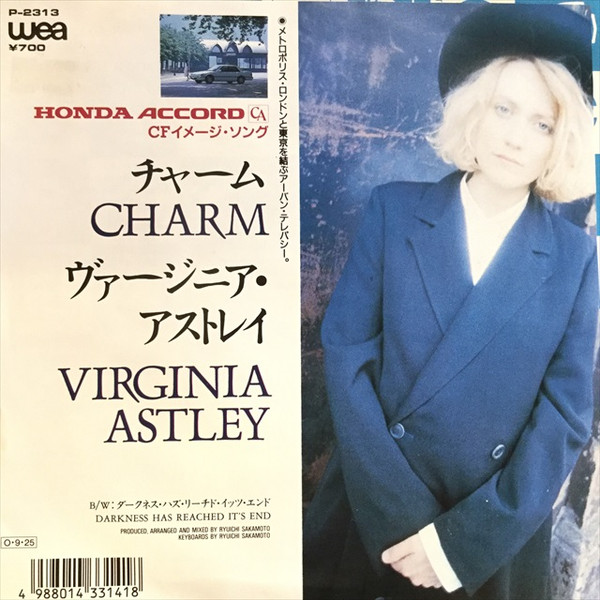 P-2313
wea
¥700
HONDA ACCORD CA
CFイメージ・ソング
●メトロポリス・ロンドンと東京を結ぶアーバン・テレパシー。
チャーム
CHARM
ヴァージニア・
アストレイ
VIRGINIA
ASTLEY
B/W:ダークネス・ハズ・リーチド・イッツ・エンド
DARKNESS HAS REACHED IT'S END
PRODUCED, ARRANGED AND MIXED BY RYUICHI SAKAMOTO
KEYBOARDS BY RYUICHI SAKAMOTO
O・9・25
4 988014 331418